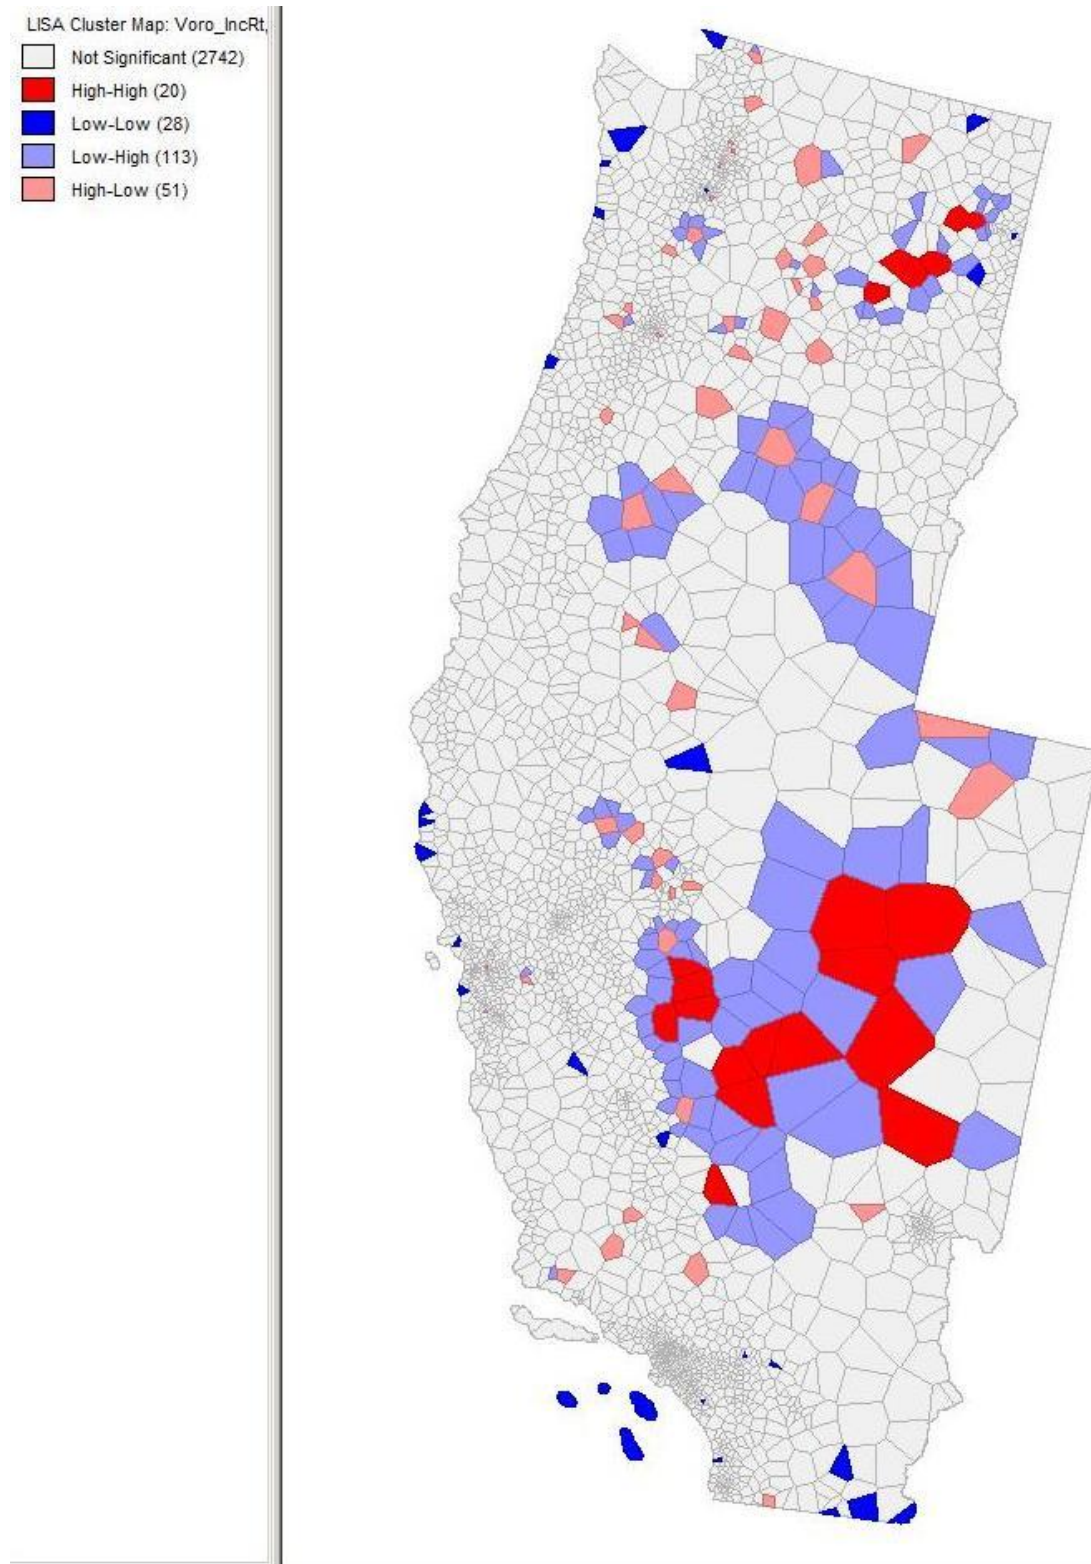 LISA Cluster Map: Voro_IncRt,
Not Significant (2742)
High-High (20)
Low-Low (28)
Low-High (113)
High-Low (51)